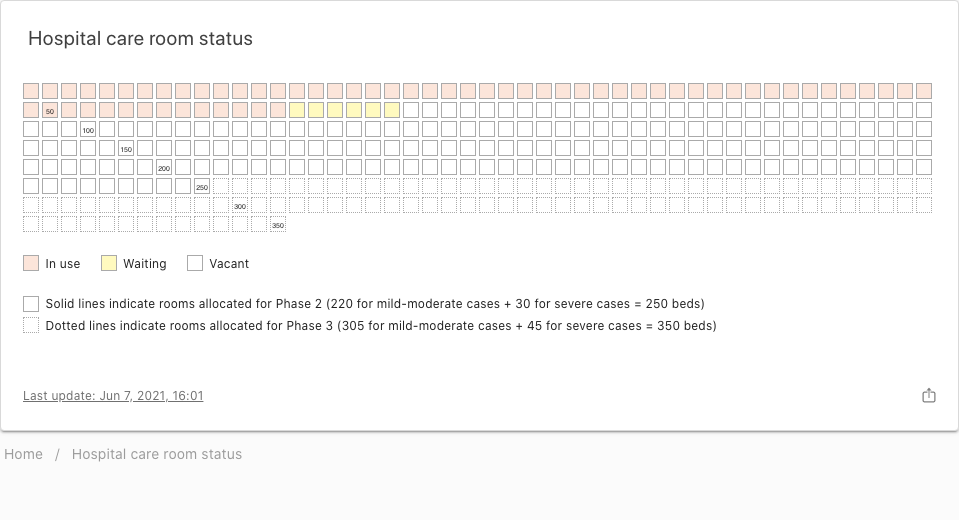 Hospital care room status
50
100
150
200
250
300
350
In use Waiting Vacant
Solid lines indicate rooms allocated for Phase 2 (220 for mild-moderate cases + 30 for severe cases = 250 beds)
Dotted lines indicate rooms allocated for Phase 3 (305 for mild-moderate cases + 45 for severe cases = 350 beds)
Last update: Jun 7, 2021, 16:01
Home / Hospital care room status